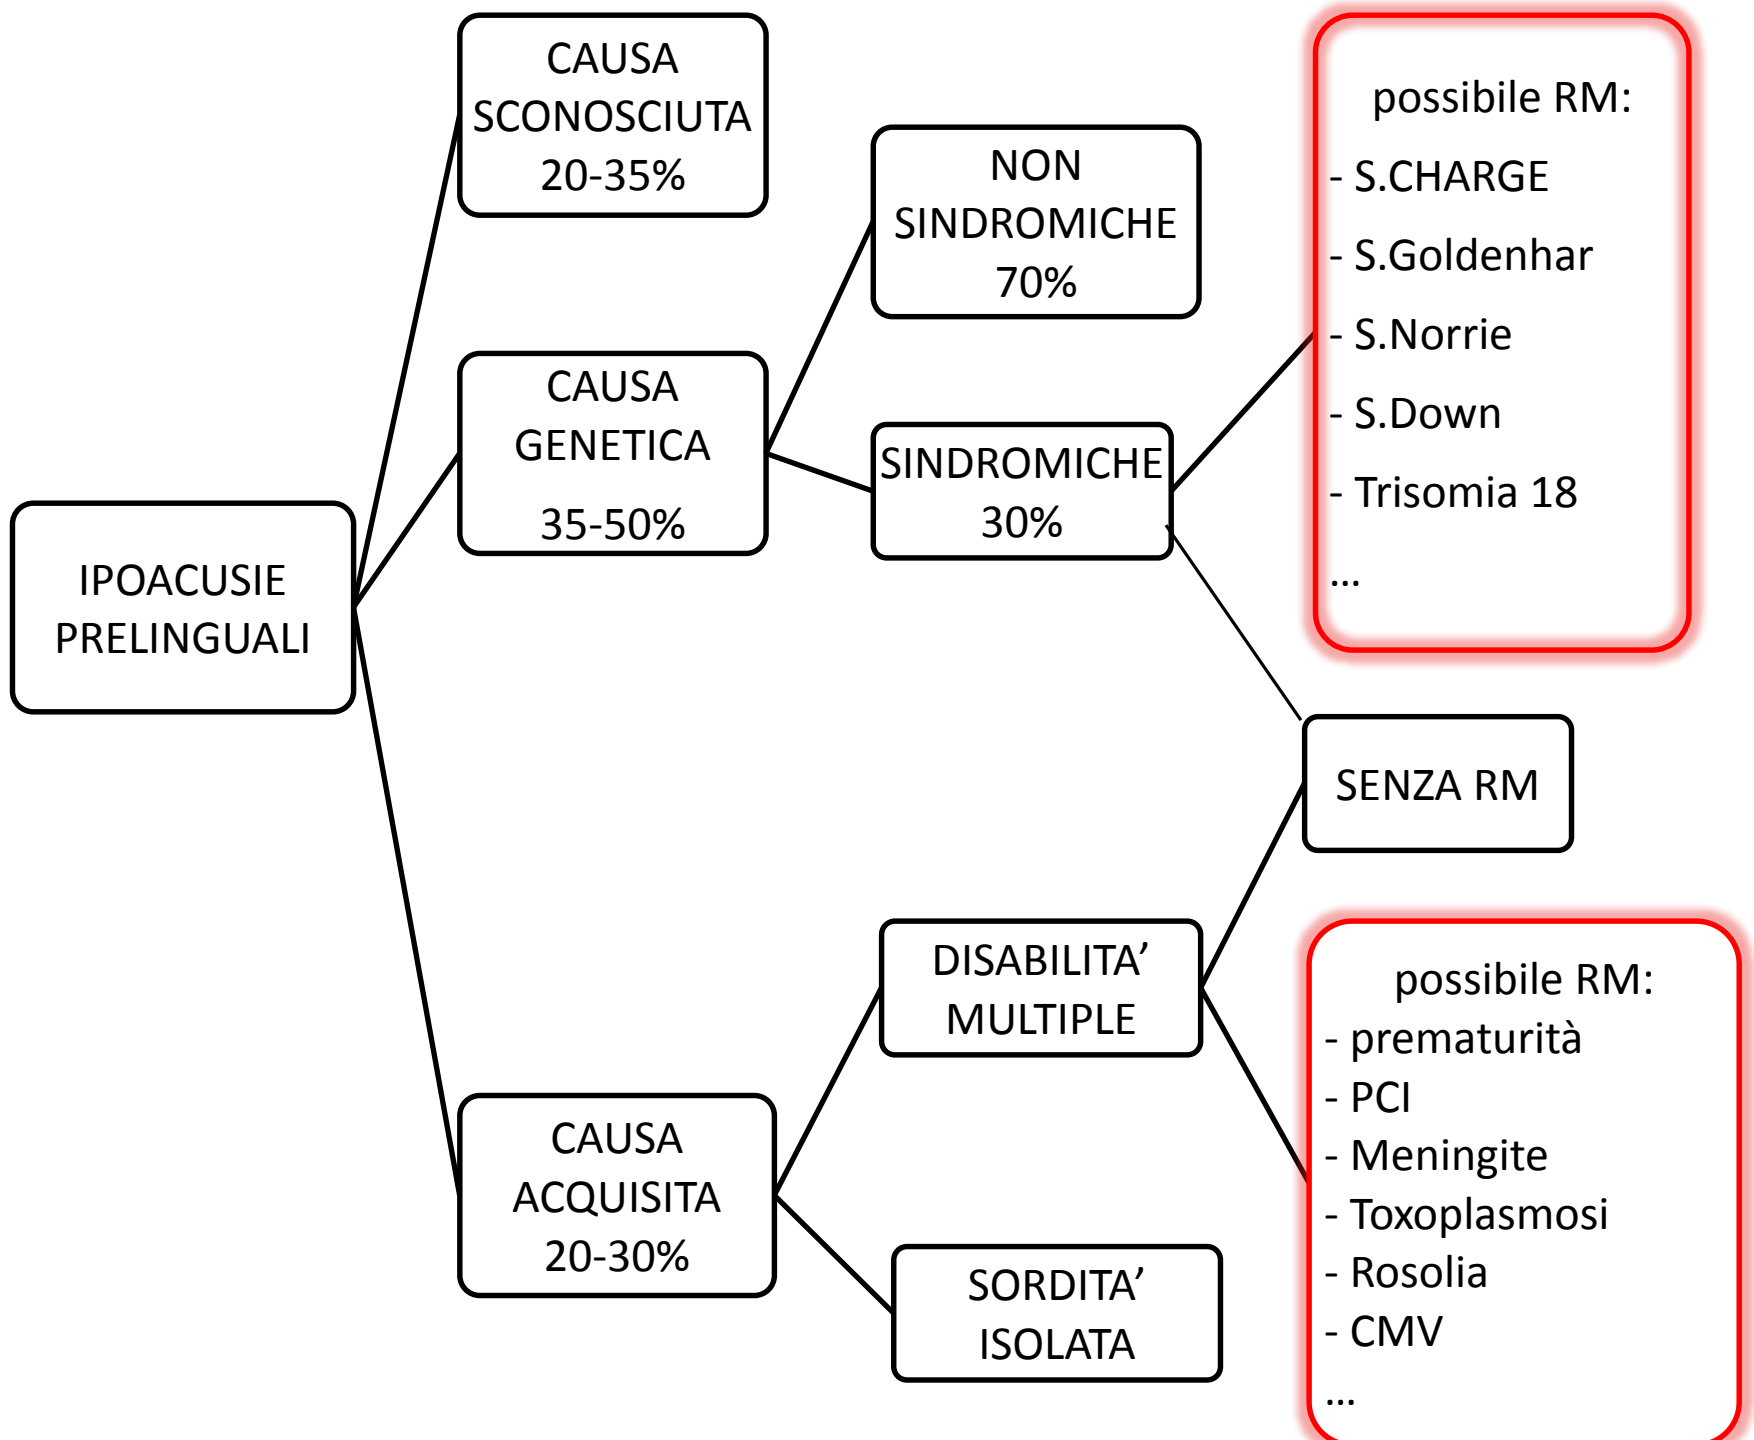 IPOACUSIE
PRELINGUALI
CAUSA
SCONOSCIUTA
20-35%
CAUSA
GENETICA
35-50%
CAUSA
ACQUISITA
20-30%
NON
SINDROMICHE
70%
SINDROMICHE
30%
DISABILITA’
MULTIPLE
SORDITA’
ISOLATA
possibile RM:
- S.CHARGE
- S.Goldenhar
- S.Norrie
- S.Down
- Trisomia 18
...
SENZA RM
possibile RM:
- prematurità
- PCI
- Meningite
- Toxoplasmosi
- Rosolia
- CMV
...